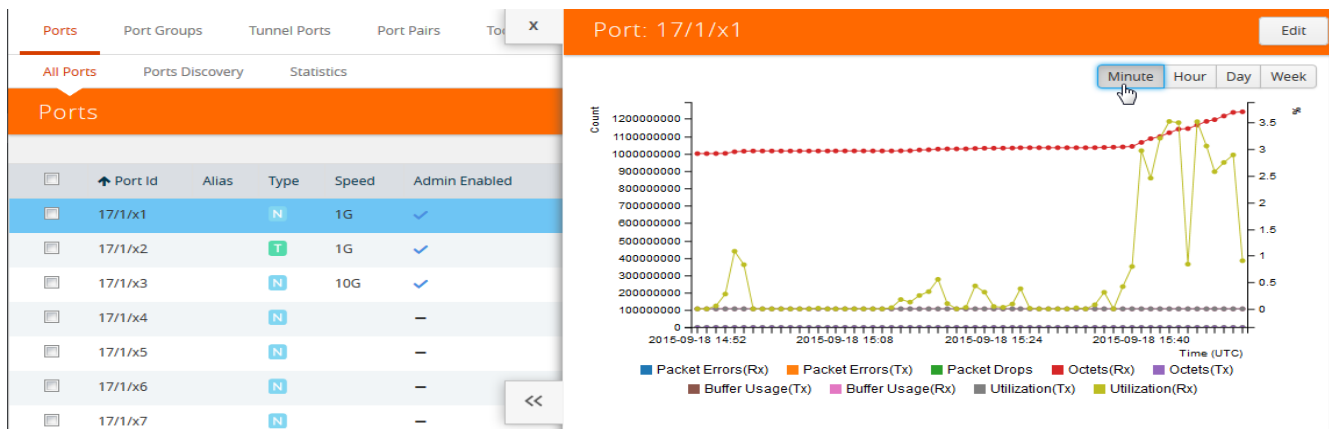 Ports Port Groups Tunnel Ports Port Pairs Too
All Ports Ports Discovery Statistics
Ports
Port Id Alias Type Speed Admin Enabled
17/1/x1 N 1G
17/1/x2 T 1G
17/1/x3 N 10G
17/1/x4 N
17/1/x5 N
17/1/x6 N
17/1/x7 N
x
<<
Port: 17/1/x1 Edit
Minute Hour Day Week
Count
1200000000
1100000000
1000000000
900000000
800000000
700000000
600000000
500000000
400000000
300000000
200000000
100000000
0
%
3.5
3
2.5
2
1.5
1
0.5
0
2015-09-18 14:52 2015-09-18 15:08 2015-09-18 15:24 2015-09-18 15:40
Time (UTC)
Packet Errors(Rx) Packet Errors(Tx) Packet Drops Octets(Rx) Octets(Tx)
Buffer Usage(Tx) Buffer Usage(Rx) Utilization(Tx) Utilization(Rx)